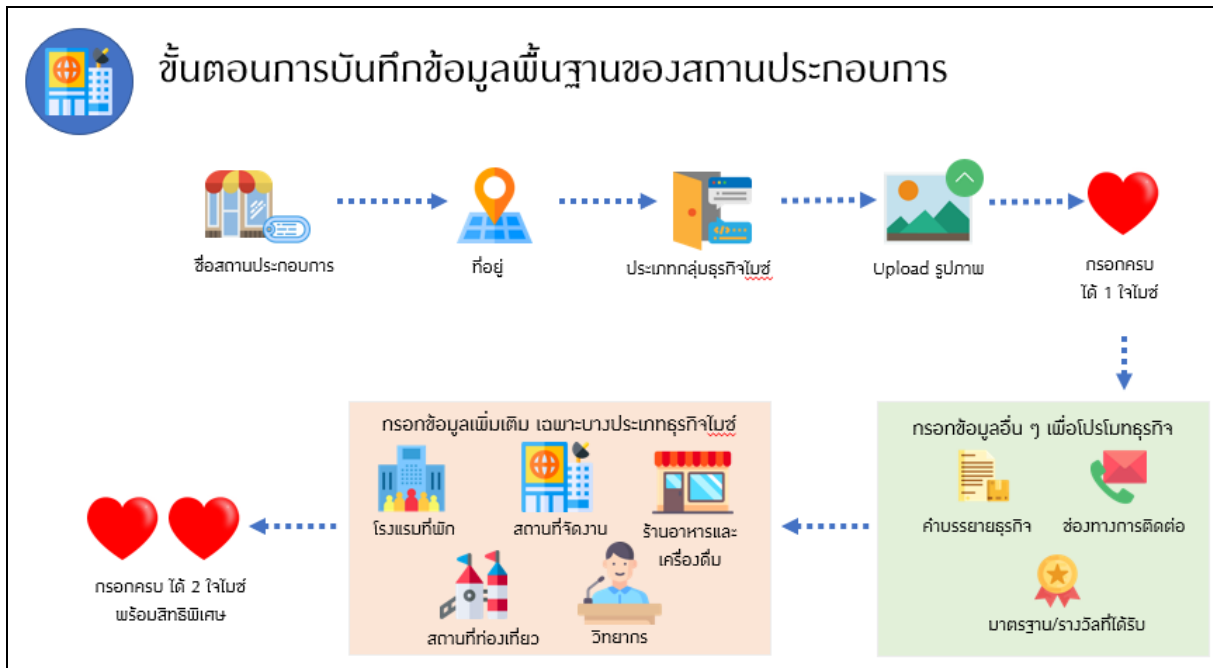 ขั้นตอนการบันทึกข้อมูลพื้นฐานของสถานประกอบการ
ชื่อสถานประกอบการ
ที่อยู่
ประเภทกลุ่มธุรกิจไมซ์
Upload รูปภาพ
กรอกครบ
ได้ 1 ใจไมซ์
กรอกข้อมูลอื่น ๆ เพื่อโปรโมทธุรกิจ
คำบรรยายธุรกิจ
ช่องทางการติดต่อ
มาตรฐาน/รางวัลที่ได้รับ
กรอกข้อมูลเพิ่มเติม เฉพาะบางประเภทธุรกิจไมซ์
โรงแรมที่พัก
สถานที่จัดงาน
ร้านอาหารและ
เครื่องดื่ม
สถานที่ท่องเที่ยว
วิทยากร
กรอกครบ ได้ 2 ใจไมซ์
พร้อมสิทธิพิเศษ